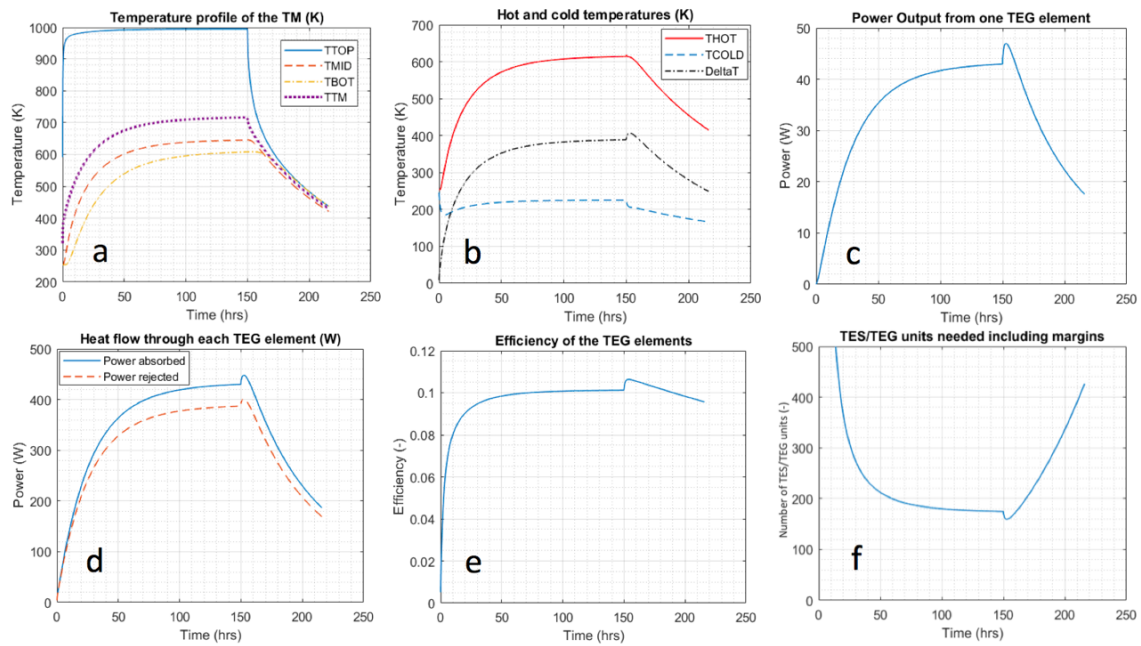 Temperature profile of the TM (K)
1000
900
800
700
600
500
400
300
200
Temperature (K)
TTOP
TMID
TBOT
TTM
a
0 50 100 150 200 250
Time (hrs)
Hot and cold temperatures (K)
700
600
500
400
300
200
100
0
Temperature (K)
THOT
TCOLD
DeltaT
b
0 50 100 150 200 250
Time (hrs)
Power Output from one TEG element
50
40
30
20
10
0
Power (W)
c
0 50 100 150 200 250
Time (hrs)
Heat flow through each TEG element (W)
500
400
300
200
100
0
Power (W)
Power absorbed
Power rejected
d
0 50 100 150 200 250
Time (hrs)
Efficiency of the TEG elements
0.12
0.1
0.08
0.06
0.04
0.02
0
Efficiency (-)
e
0 50 100 150 200 250
Time (hrs)
TES/TEG units needed including margins
500
400
300
200
100
0
Number of TES/TEG units (-)
f
0 50 100 150 200 250
Time (hrs)